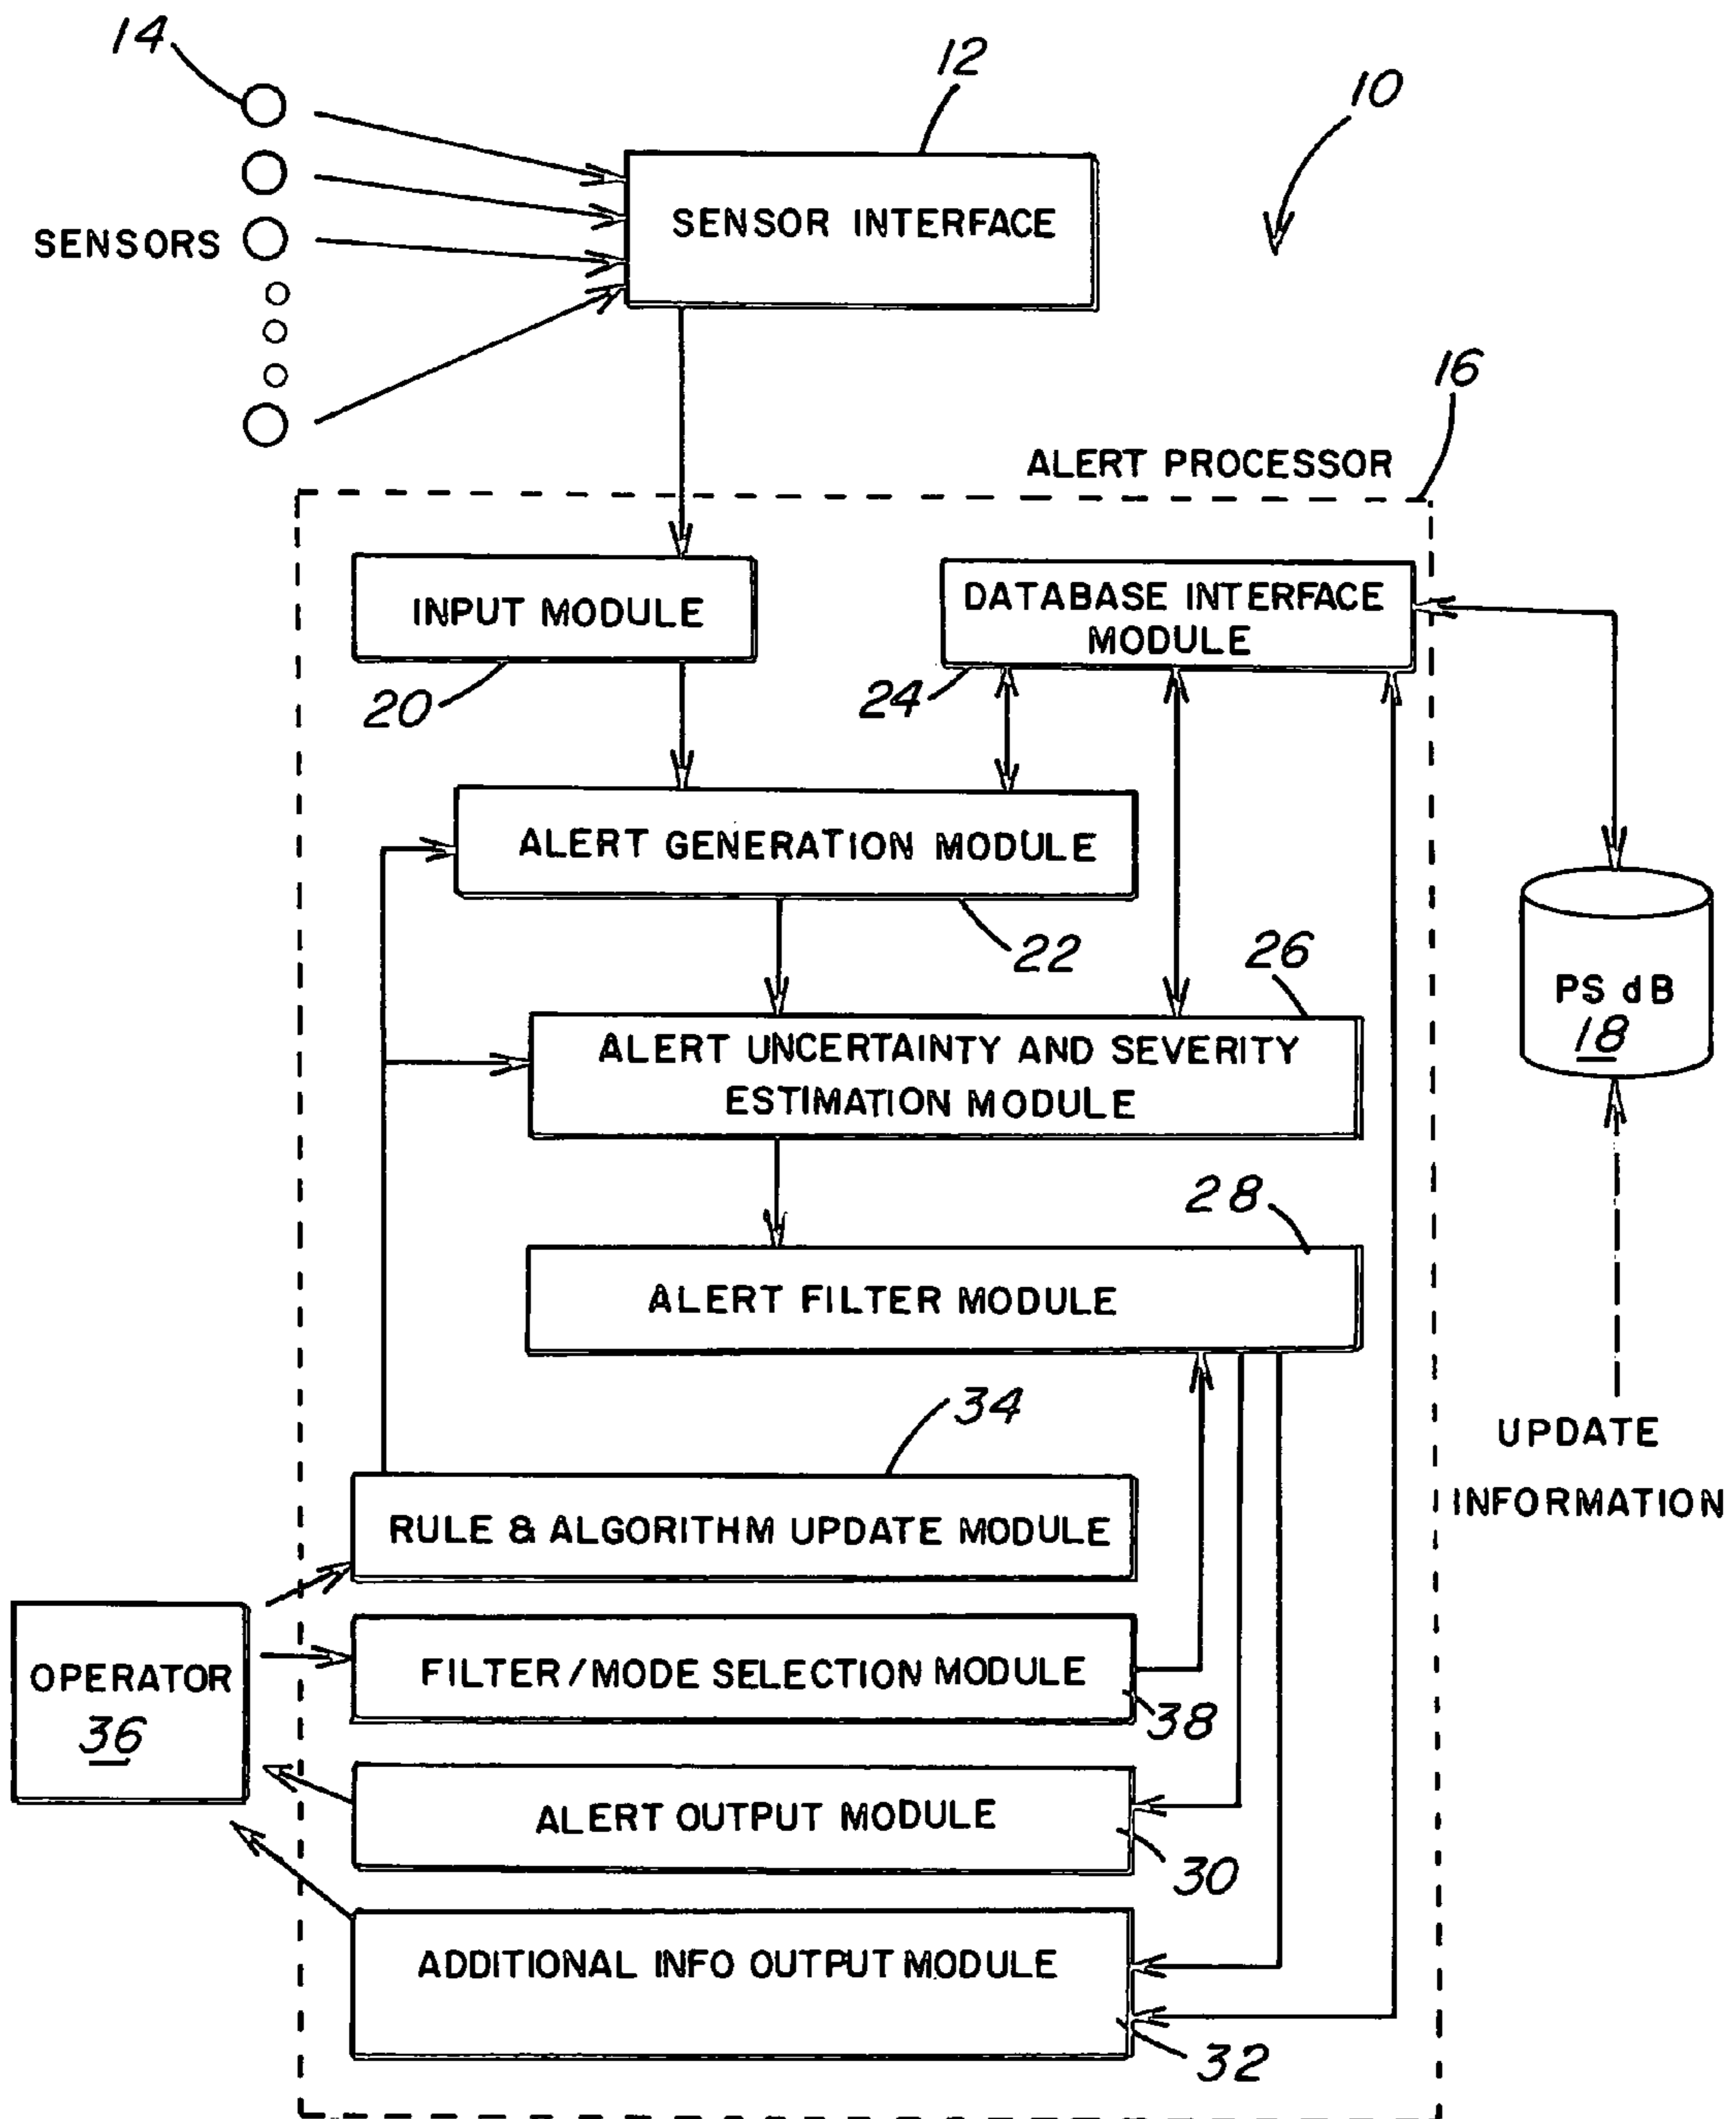 14
12
10
SENSORS
SENSOR INTERFACE
16
ALERT PROCESSOR
INPUT MODULE
DATABASE INTERFACE
MODULE
20
24
ALERT GENERATION MODULE
22
26
ALERT UNCERTAINTY AND SEVERITY
ESTIMATION MODULE
PS dB
18
28
ALERT FILTER MODULE
34
UPDATE
INFORMATION
RULE & ALGORITHM UPDATE MODULE
OPERATOR
36
FILTER/MODE SELECTION MODULE
38
ALERT OUTPUT MODULE
30
ADDITIONAL INFO OUTPUT MODULE
32